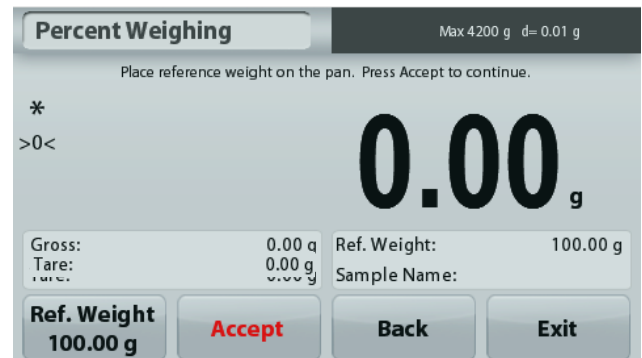 Percent Weighing
Max 4200 g d= 0.01 g
Place reference weight on the pan. Press Accept to continue.
*
>0<
0.00 g
Gross: 0.00 g
Tare: 0.00 g
Ref. Weight: 100.00 g
Sample Name:
Ref. Weight
100.00 g
Accept
Back
Exit